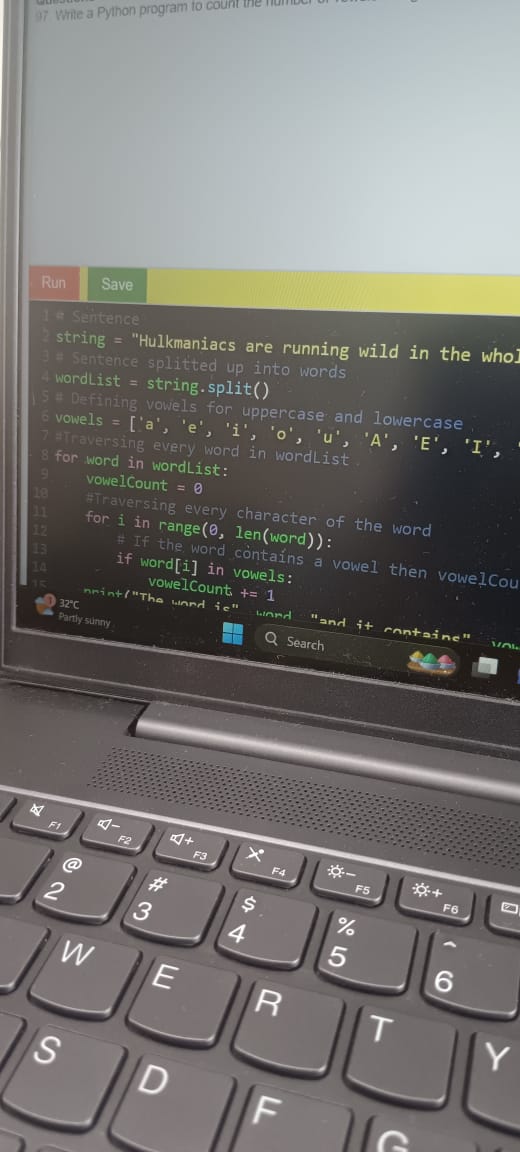 97. Write a Python program to count the number of
Run Save
1 # Sentence
2 string = "Hulkmaniacs are running wild in the whol
3 # Sentence splitted up into words
4 wordList = string.split()
5 # Defining vowels for uppercase and lowercase
6 vowels = ['a', 'e', 'i', 'o', 'u', 'A', 'E', 'I', '
7 #Traversing every word in wordList
8 for word in wordList:
9 vowelCount = 0
10 #Traversing every character of the word
11 for i in range(0, len(word)):
12 # If the word contains a vowel then vowelCou
13 if word[i] in vowels:
14 vowelCount += 1
15 print("The word is", word, "and it contains", vow
1
32°C
Partly sunny
Search
F1 F2 F3 F4 F5 F6
@ # $ % ^
2 3 4 5 6
W E R T Y
S D F G